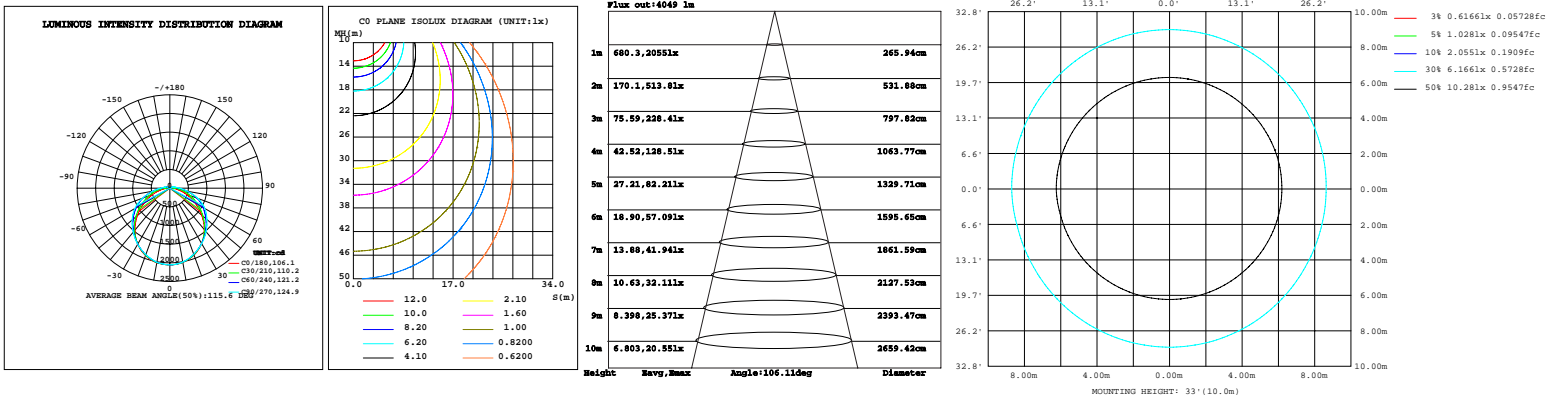 LUMINOUS INTENSITY DISTRIBUTION DIAGRAM
-/+180
-150 150
-120 120
-90 90
0
500
1000
-60 60
1500
2000
-30 30
2500
0
UNIT:cd
C0/180,106.1
C30/210,110.2
C60/240,121.2
C90/270,124.9
AVERAGE BEAM ANGLE(50%):115.6 DEG
C0 PLANE ISOLUX DIAGRAM (UNIT:lx)
MH(m)
10
14
18
22
26
30
34
38
42
46
50
0.0 17.0 34.0
S(m)
12.0 2.10
10.0 1.60
8.20 1.00
6.20 0.8200
4.10 0.6200
Flux out:4049 lm
1m 680.3,2055lx 265.94cm
2m 170.1,513.8lx 531.88cm
3m 75.59,228.4lx 797.82cm
4m 42.52,128.5lx 1063.77cm
5m 27.21,82.21lx 1329.71cm
6m 18.90,57.09lx 1595.65cm
7m 13.88,41.94lx 1861.59cm
8m 10.63,32.11lx 2127.53cm
9m 8.398,25.37lx 2393.47cm
10m 6.803,20.55lx 2659.42cm
Height Eavg,Emax Angle:106.11deg Diameter
26.2' 13.1' 0.0' 13.1' 26.2'
32.8' 10.00m
26.2' 8.00m
19.7' 6.00m
13.1' 4.00m
6.6' 2.00m
0.0' 0.00m
6.6' 2.00m
13.1' 4.00m
19.7' 6.00m
26.2' 8.00m
32.8' 10.00m
8.00m 4.00m 0.00m 4.00m 8.00m
MOUNTING HEIGHT: 33'(10.0m)
3% 0.6166lx 0.05728fc
5% 1.028lx 0.09547fc
10% 2.055lx 0.1909fc
30% 6.166lx 0.5728fc
50% 10.28lx 0.9547fc